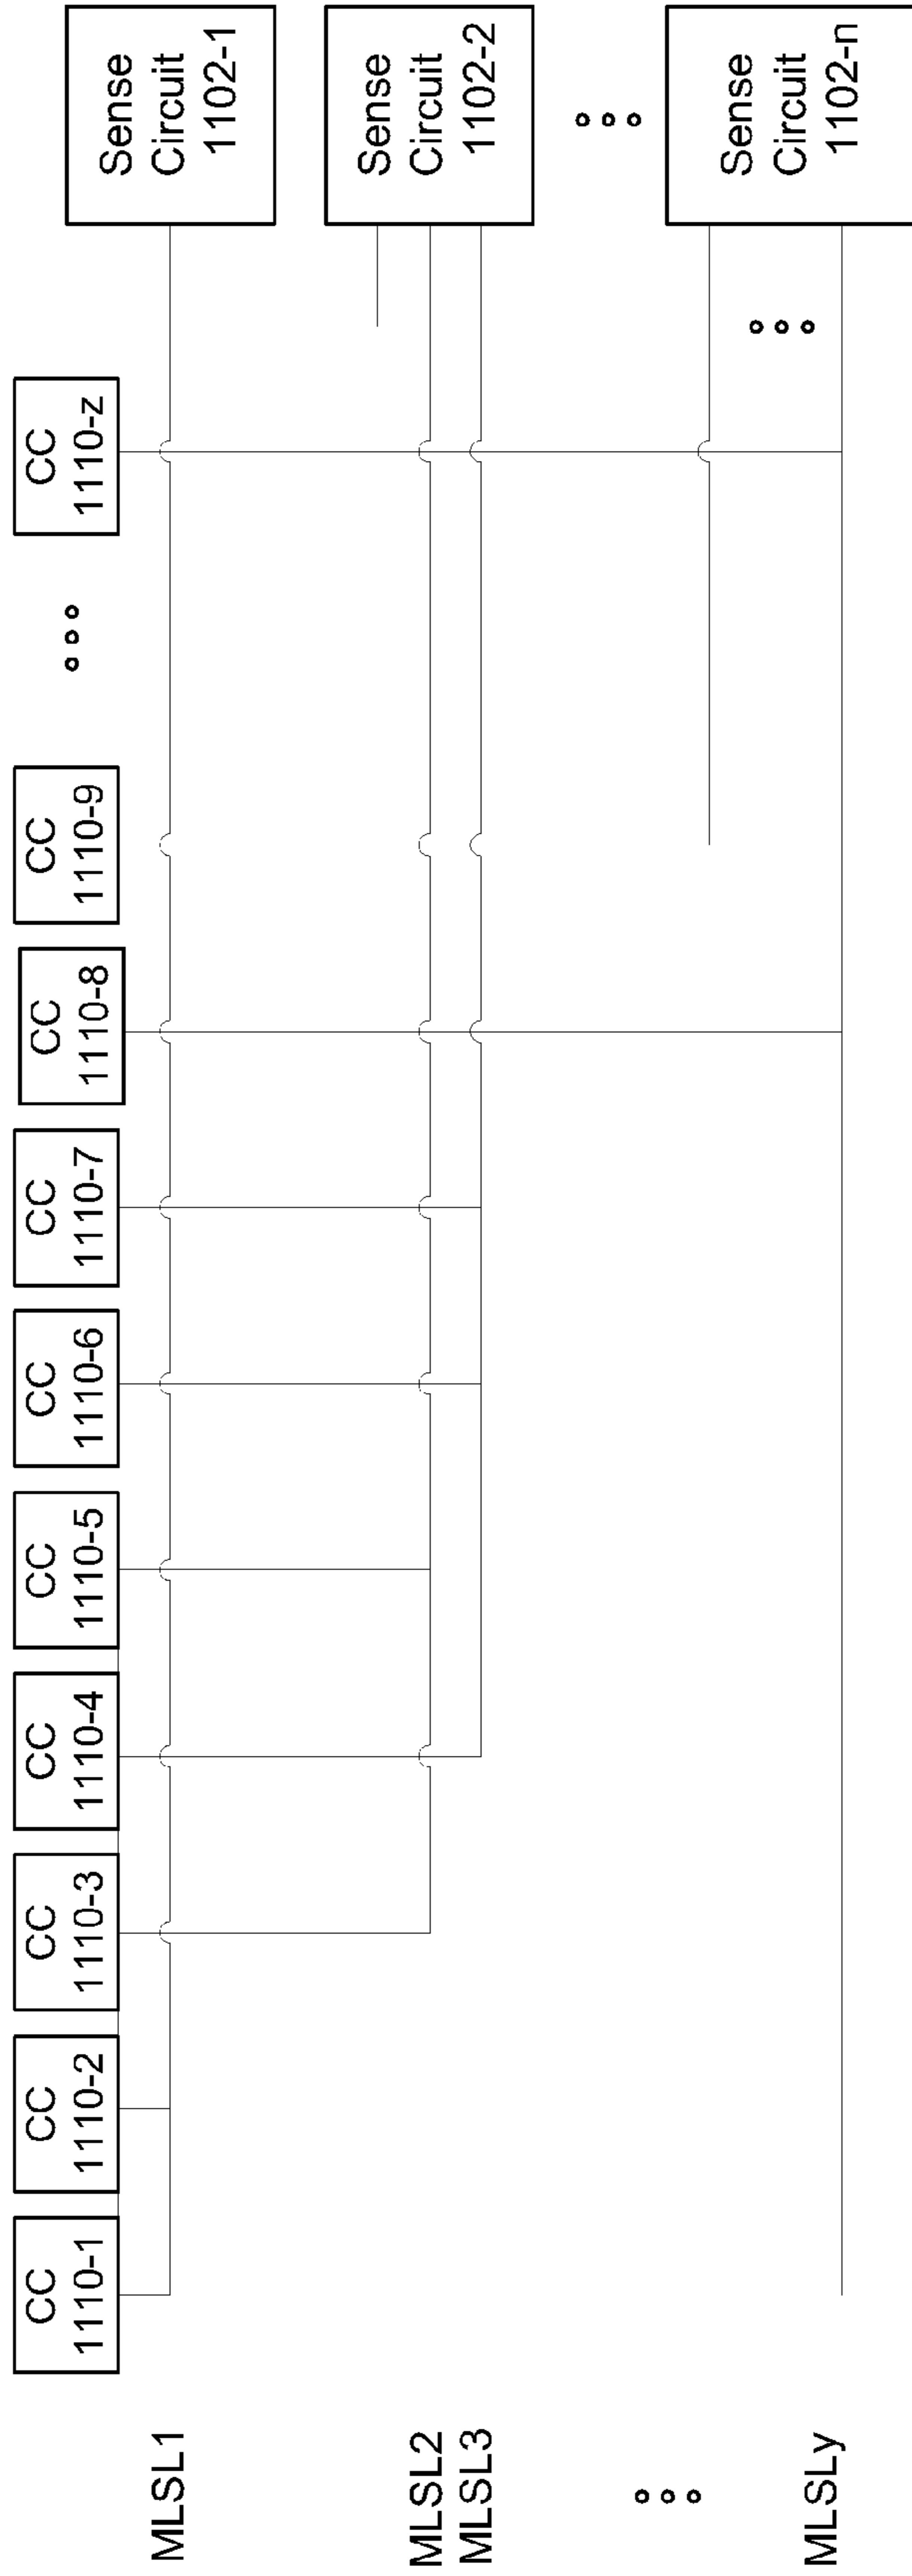 CC
1110-1
CC
1110-2
CC
1110-3
CC
1110-4
CC
1110-5
CC
1110-6
CC
1110-7
CC
1110-8
CC
1110-9
CC
1110-z
Sense
Circuit
1102-1
Sense
Circuit
1102-2
Sense
Circuit
1102-n
MLSL1
MLSL2
MLSL3
MLSLy